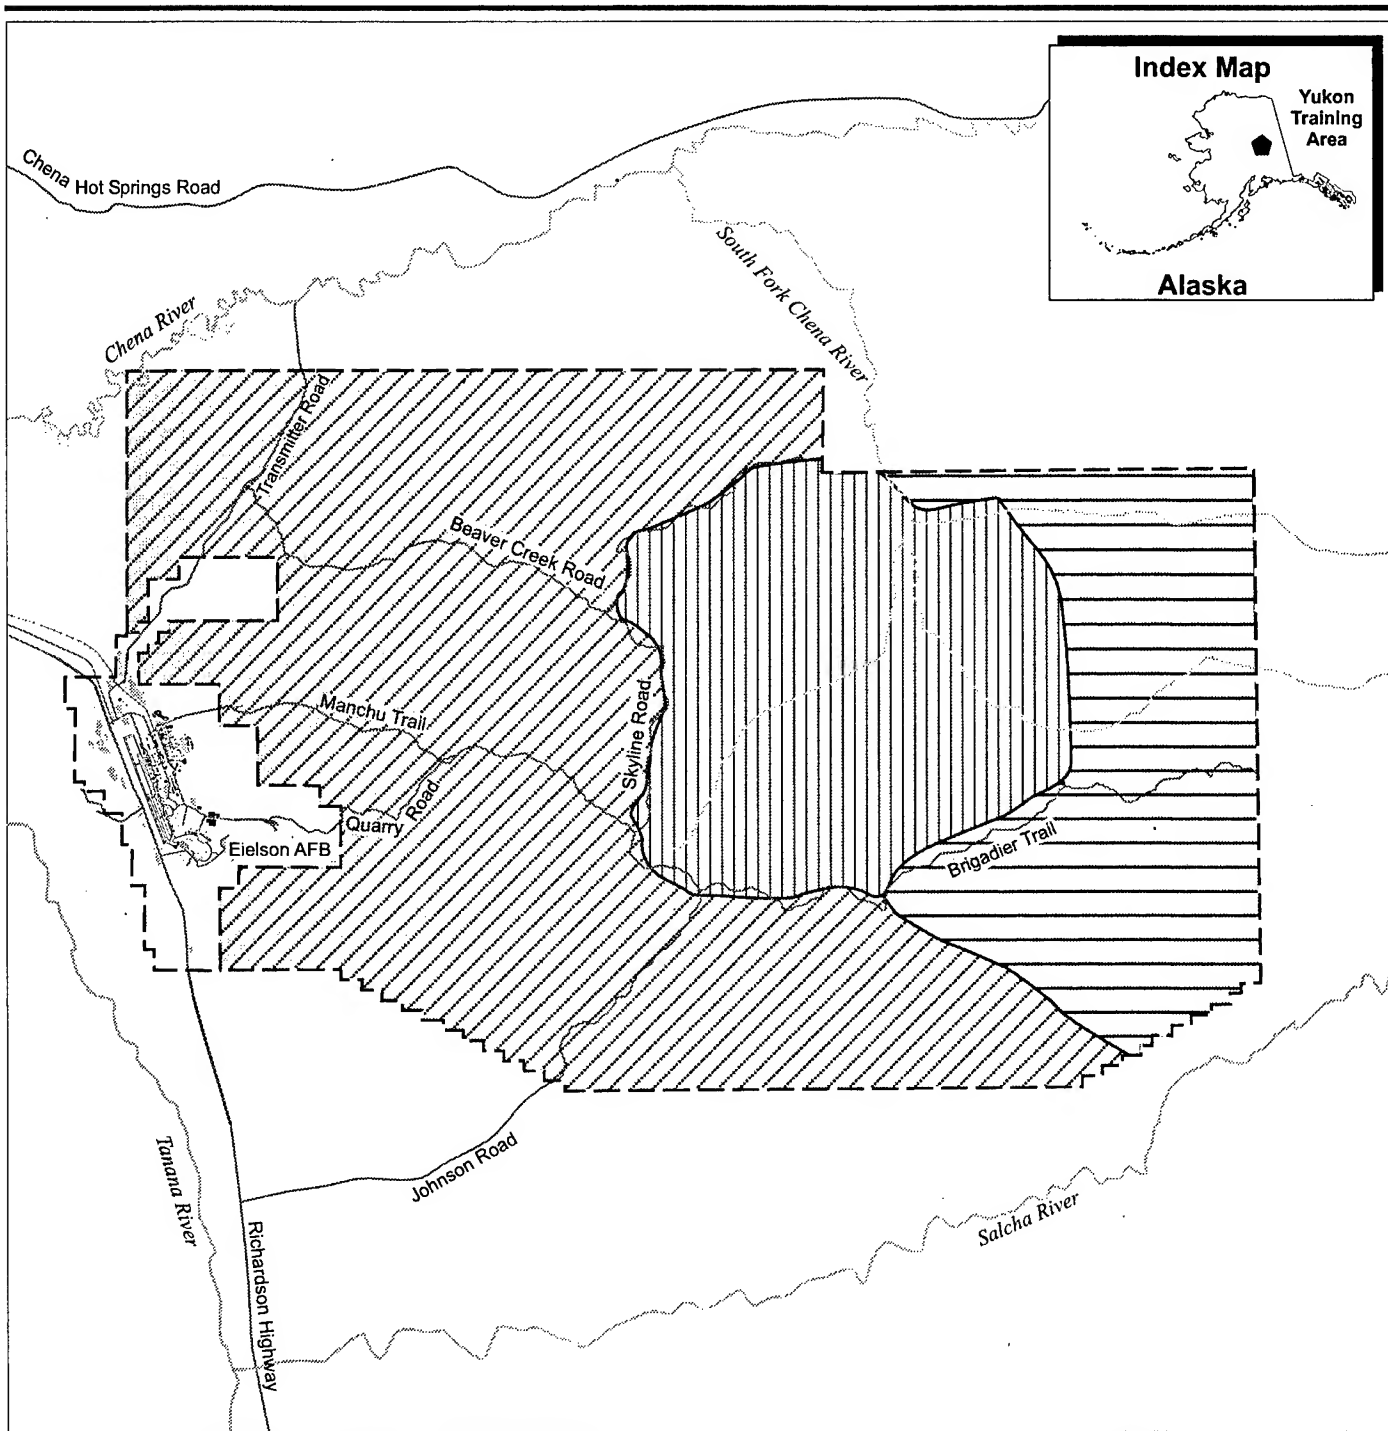 Index Map
Yukon
Training
Area
Alaska
Chena Hot Springs Road
South Fork Chena River
Chena River
Transmitter Road
Beaver Creek Road
Manchu Trail
Skyline Road
Quarry Road
Eielson AFB
Brigadier Trail
Johnson Road
Tanana River
Salcha River
Richardson Highway